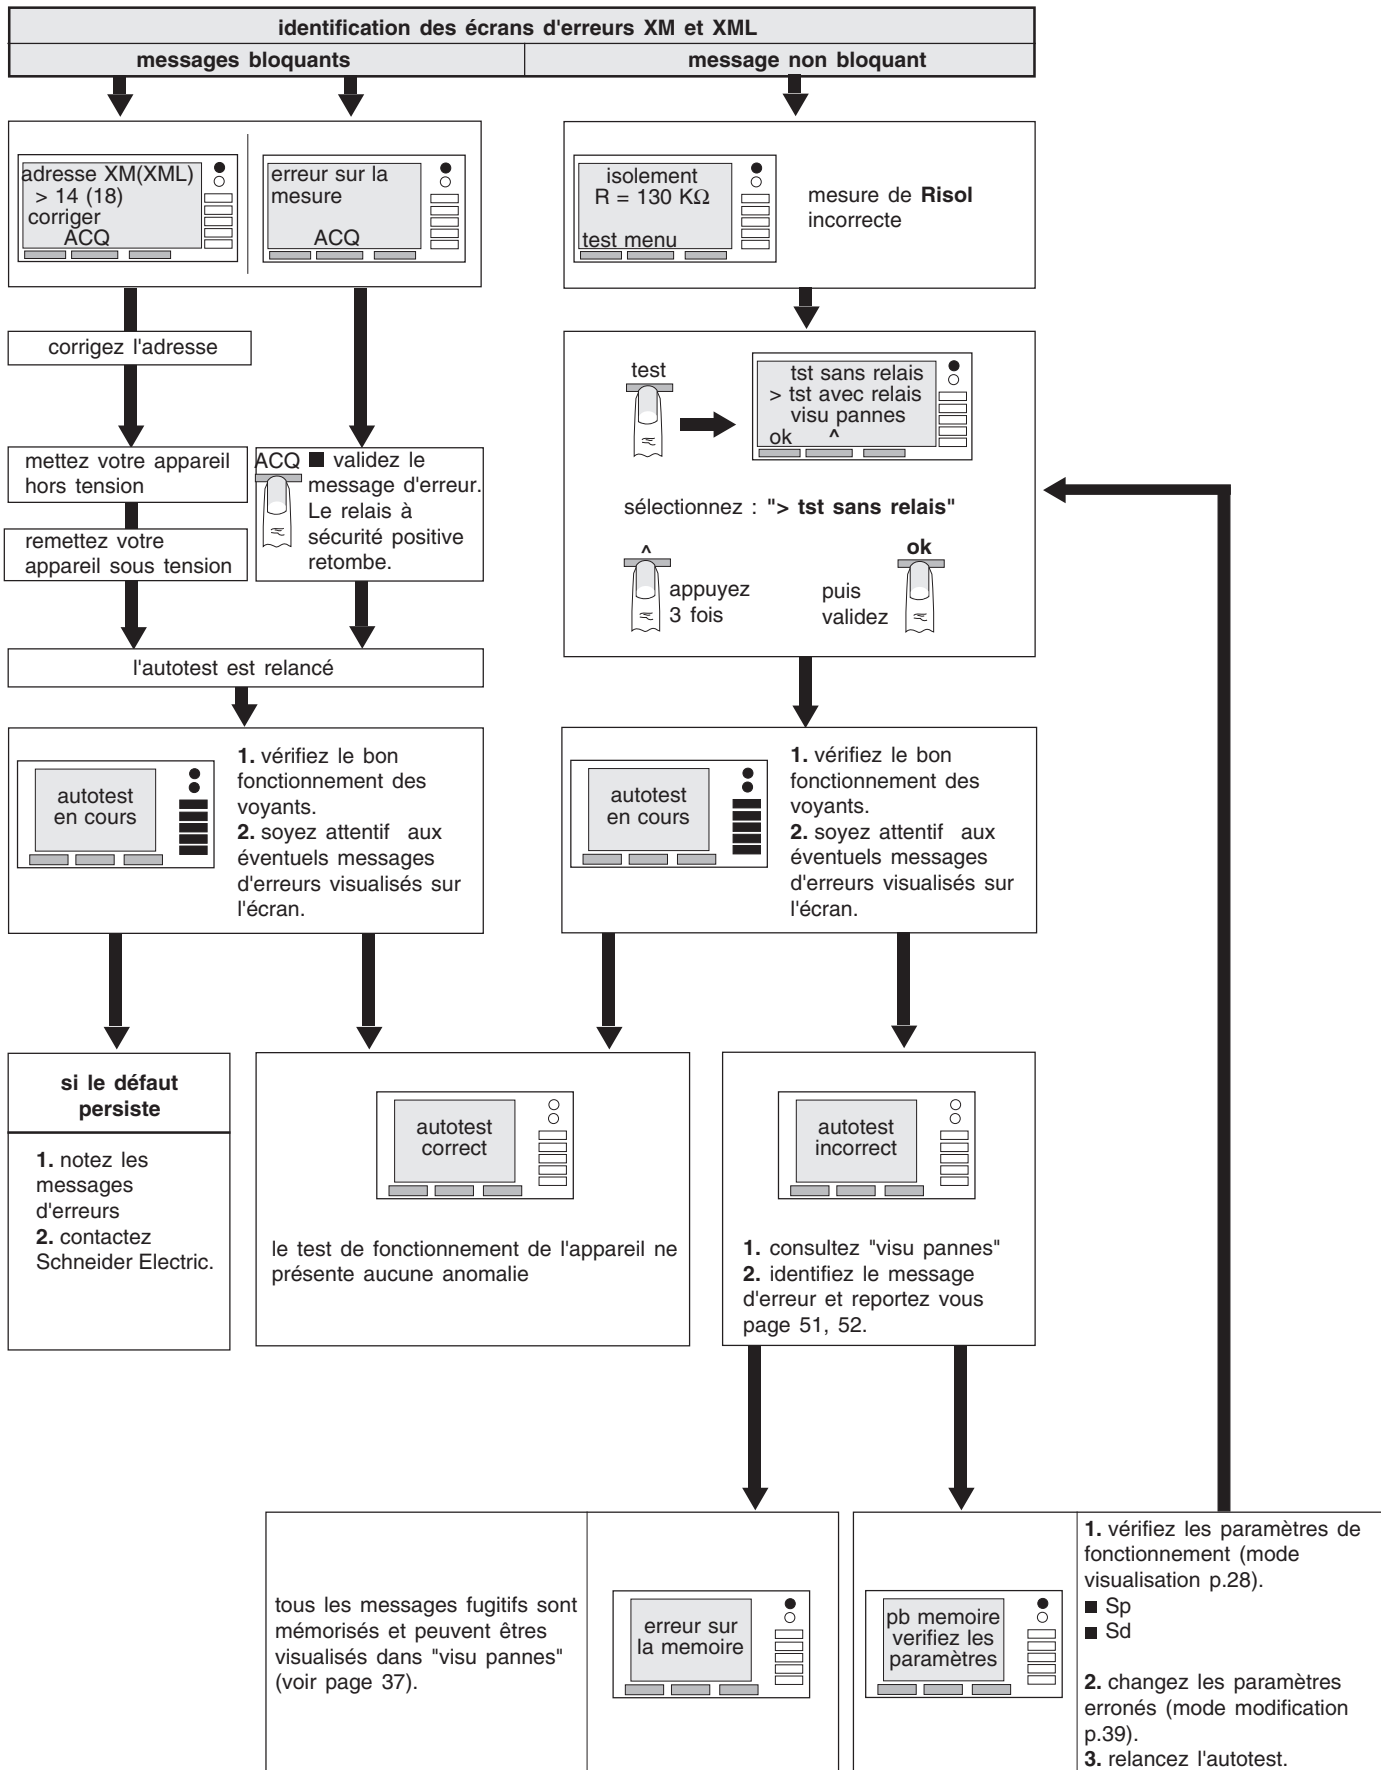 identification des écrans d'erreurs XM et XML
messages bloquants
message non bloquant
adresse XM(XML)
> 14 (18)
corriger
ACQ
erreur sur la
mesure
ACQ
isolement
R = 130 KΩ
test menu
mesure de Risol
incorrecte
corrigez l'adresse
mettez votre appareil
hors tension
remettez votre
appareil sous tension
ACQ
■ validez le
message d'erreur.
Le relais à
sécurité positive
retombe.
test
tst sans relais
> tst avec relais
visu pannes
ok ^
sélectionnez : "> tst sans relais"
^
appuyez
3 fois
puis
validez
ok
l'autotest est relancé
autotest
en cours
1. vérifiez le bon
fonctionnement des
voyants.
2. soyez attentif aux
éventuels messages
d'erreurs visualisés sur
l'écran.
autotest
en cours
1. vérifiez le bon
fonctionnement des
voyants.
2. soyez attentif aux
éventuels messages
d'erreurs visualisés sur
l'écran.
si le défaut
persiste
1. notez les
messages
d'erreurs
2. contactez
Schneider Electric.
autotest
correct
le test de fonctionnement de l'appareil ne
présente aucune anomalie
autotest
incorrect
1. consultez "visu pannes"
2. identifiez le message
d'erreur et reportez vous
page 51, 52.
tous les messages fugitifs sont
mémorisés et peuvent êtres
visualisés dans "visu pannes"
(voir page 37).
erreur sur
la memoire
pb memoire
verifiez les
paramètres
1. vérifiez les paramètres de
fonctionnement (mode
visualisation p.28).
■ Sp
■ Sd
2. changez les paramètres
erronés (mode modification
p.39).
3. relancez l'autotest.